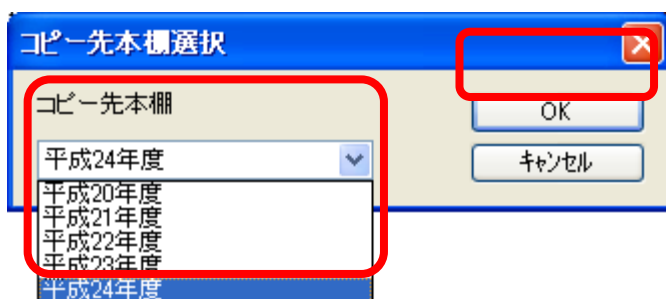 コピー先本棚選択
コピー先本棚
OK
平成24年度
キャンセル
平成20年度
平成21年度
平成22年度
平成23年度
平成24年度